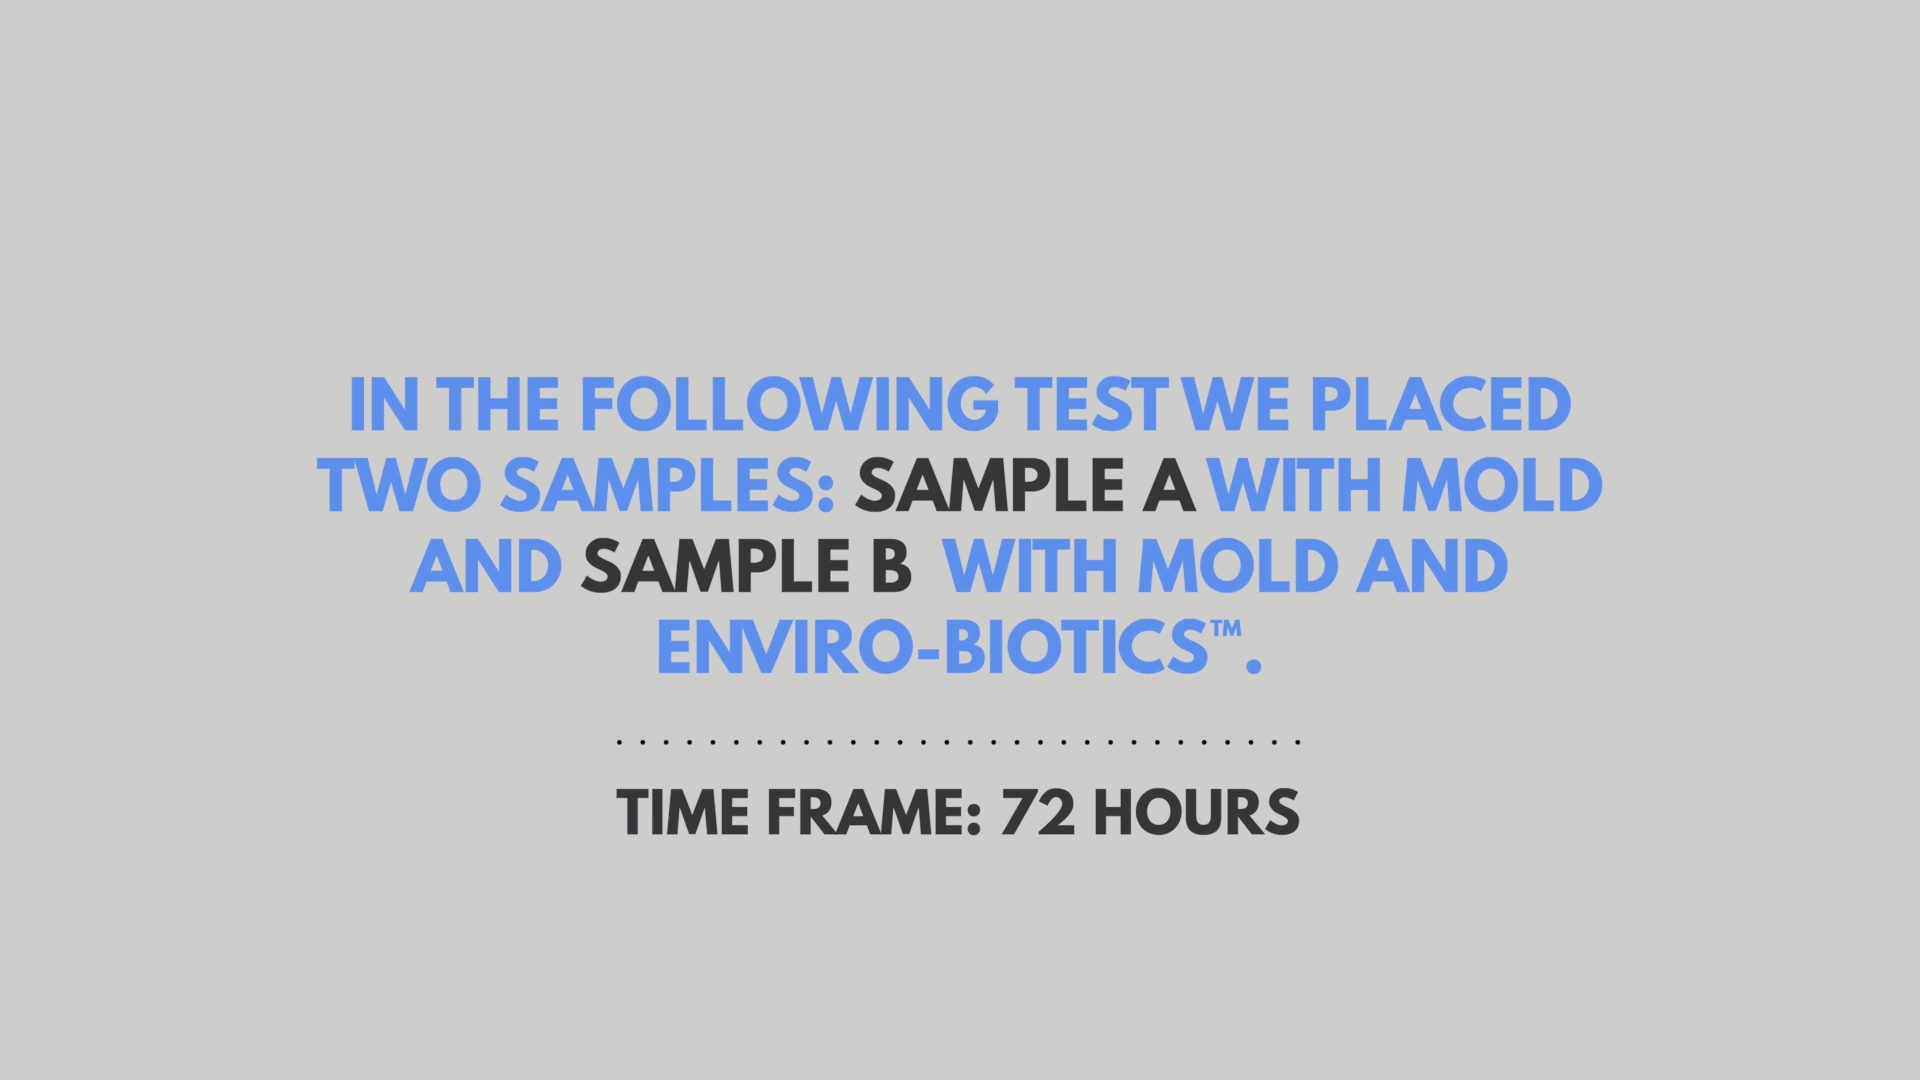 IN THE FOLLOWING TEST WE PLACED
TWO SAMPLES: SAMPLE A WITH MOLD
AND SAMPLE B WITH MOLD AND
ENVIRO-BIOTICS™.
TIME FRAME: 72 HOURS